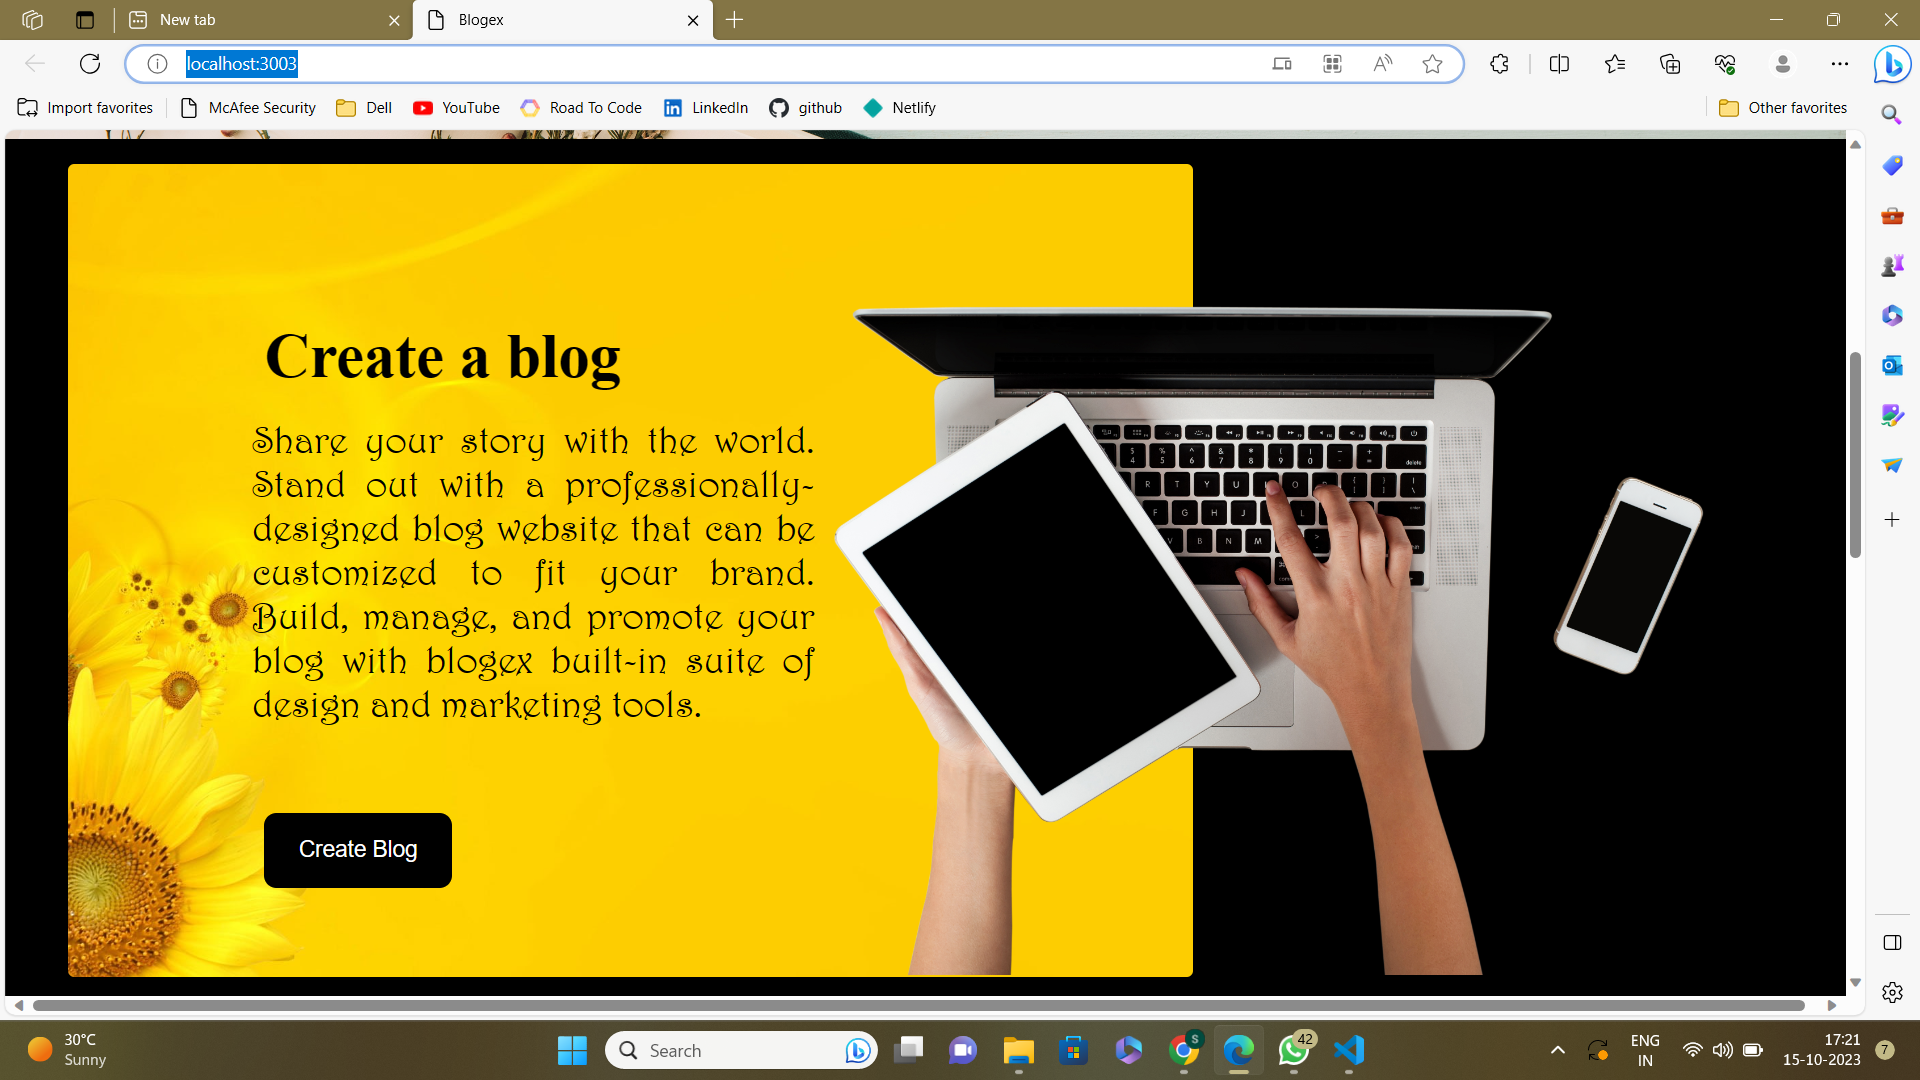 New tab
Blogex
localhost:3003
Import favorites
McAfee Security
Dell
YouTube
Road To Code
LinkedIn
github
Netlify
Other favorites
Create a blog
Share your story with the world.
Stand out with a professionally-
designed blog website that can be
customized to fit your brand.
Build, manage, and promote your
blog with blogex built-in suite of
design and marketing tools.
Create Blog
30°C
Sunny
Search
S
42
ENG
IN
17:21
15-10-2023
7